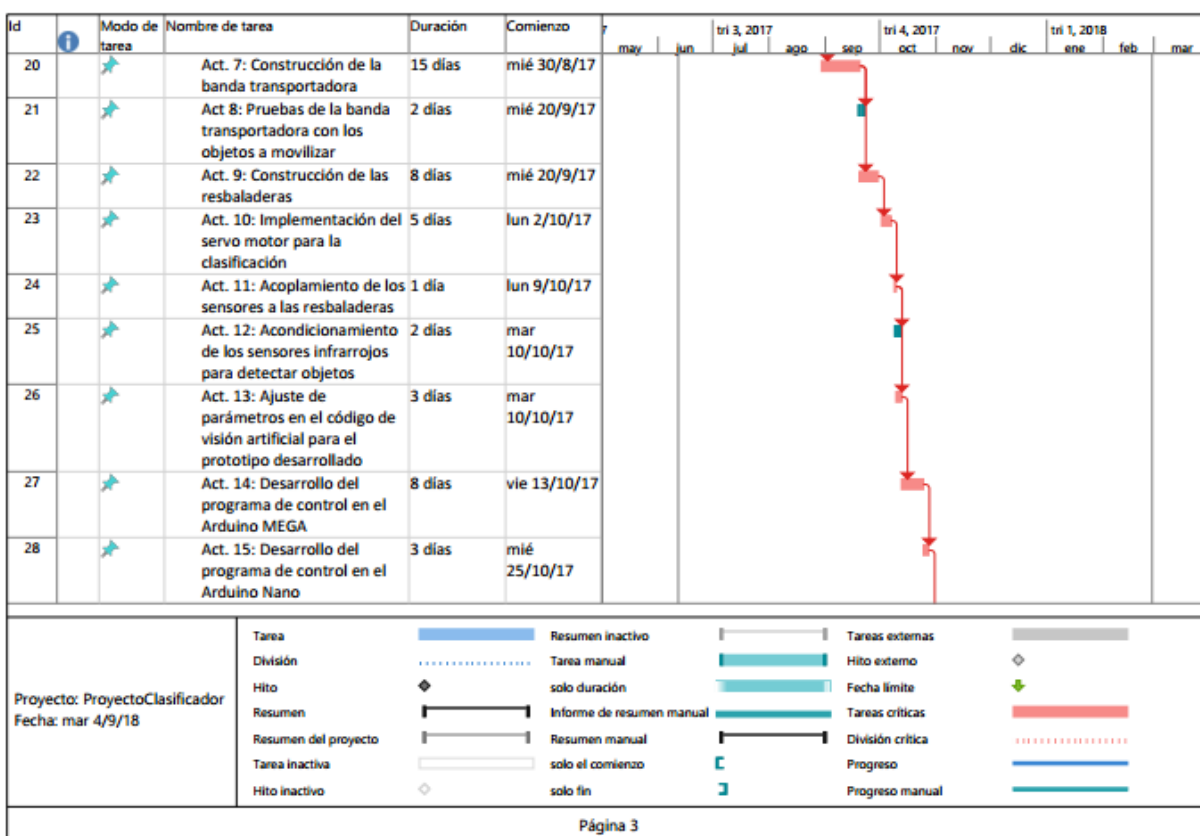 Id
Modo de tarea
Nombre de tarea
Duración
Comienzo
tri 3, 2017
tri 4, 2017
tri 1, 2018
may
jun
jul
ago
sep
oct
nov
dic
ene
feb
mar
20
Act. 7: Construcción de la
banda transportadora
15 días
mié 30/8/17
21
Act 8: Pruebas de la banda
transportadora con los
objetos a movilizar
2 días
mié 20/9/17
22
Act. 9: Construcción de las
resbaladeras
8 días
mié 20/9/17
23
Act. 10: Implementación del
servo motor para la
clasificación
5 días
lun 2/10/17
24
Act. 11: Acoplamiento de los
sensores a las resbaladeras
1 día
lun 9/10/17
25
Act. 12: Acondicionamiento
de los sensores infrarrojos
para detectar objetos
2 días
mar
10/10/17
26
Act. 13: Ajuste de
parámetros en el código de
visión artificial para el
prototipo desarrollado
3 días
mar
10/10/17
27
Act. 14: Desarrollo del
programa de control en el
Arduino MEGA
8 días
vie 13/10/17
28
Act. 15: Desarrollo del
programa de control en el
Arduino Nano
3 días
mié
25/10/17
Proyecto: ProyectoClasificador
Fecha: mar 4/9/18
Tarea
División
Hito
Resumen
Resumen del proyecto
Tarea inactiva
Hito inactivo
Resumen inactivo
Tarea manual
solo duración
Informe de resumen manual
Resumen manual
solo el comienzo
solo fin
Tareas externas
Hito externo
Fecha límite
Tareas críticas
División crítica
Progreso
Progreso manual
Página 3